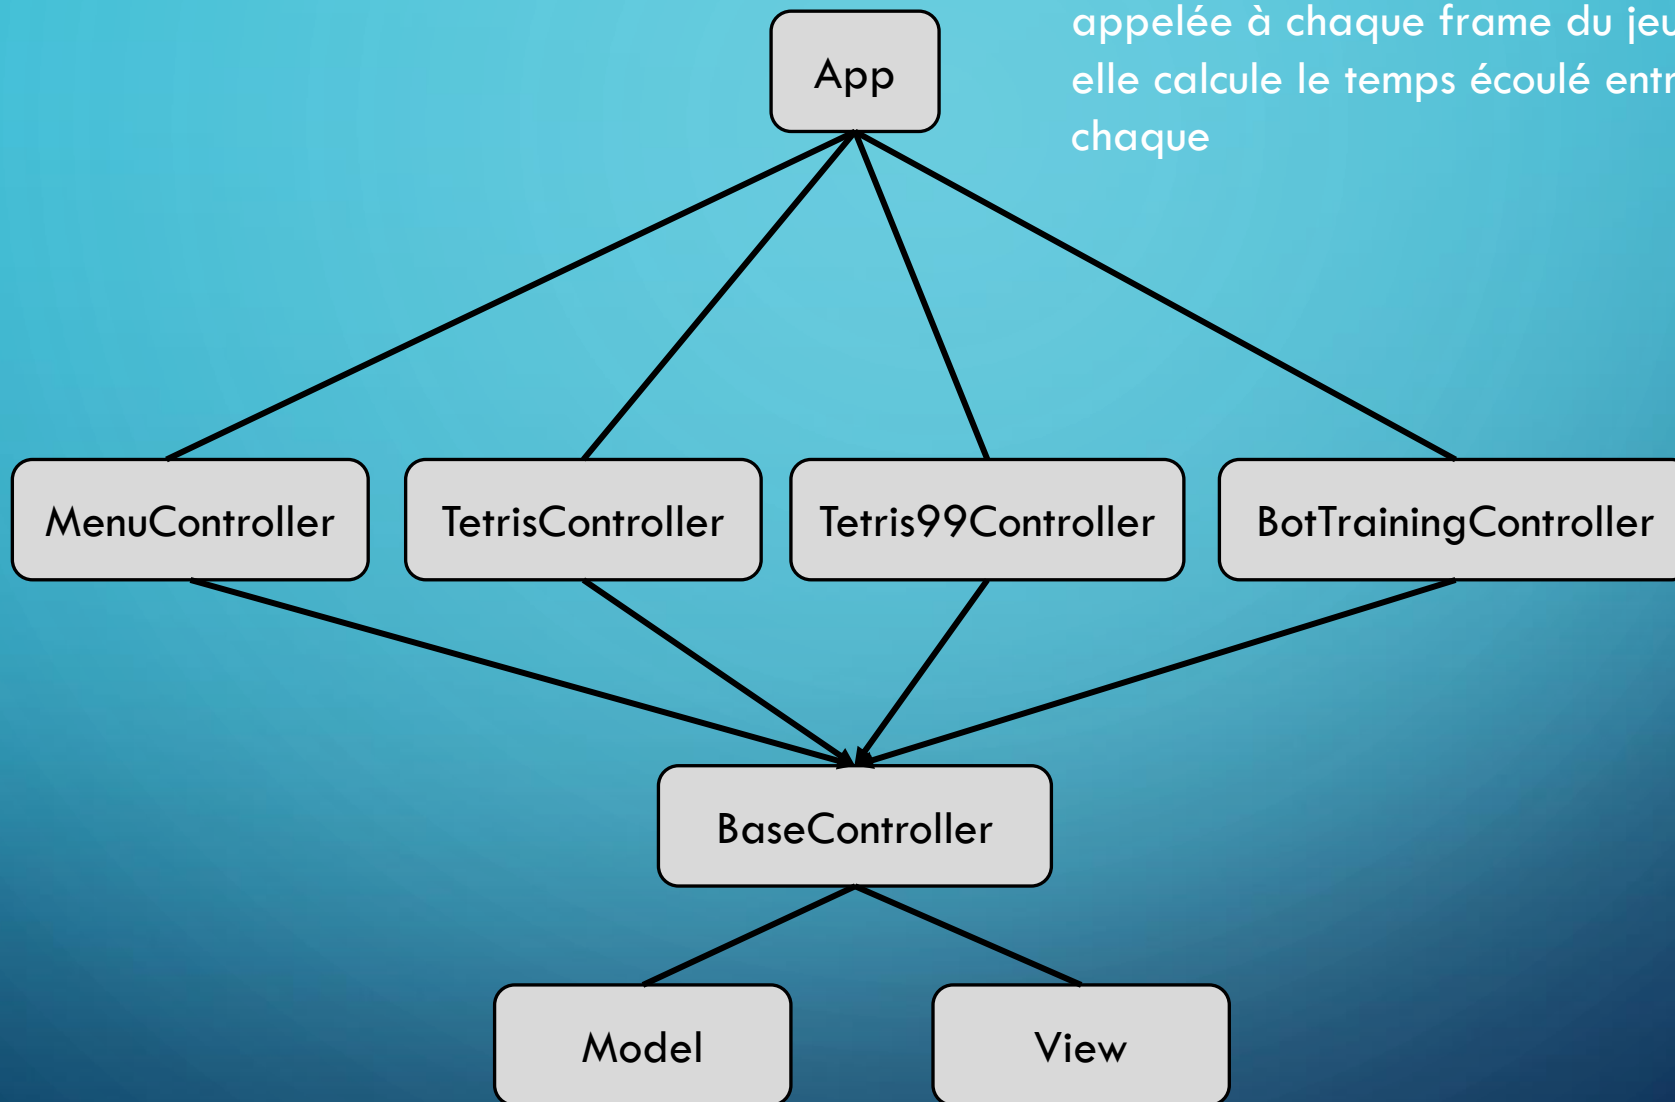 appelée à chaque frame du jeu
elle calcule le temps écoulé
chaque
App
MenuController
TetrisController
Tetris99Controller
BotTrainingController
BaseController
Model
View